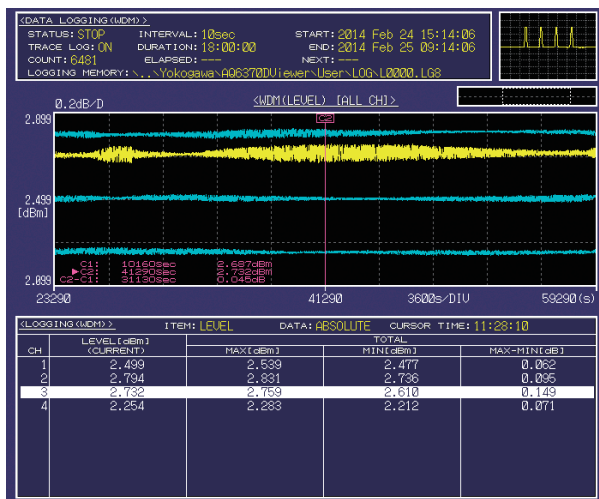 <DATA LOGGING(WDM)>
STATUS: STOP INTERVAL: 10sec START: 2014 Feb 24 15:14:06
TRACE LOG: ON DURATION: 18:00:00 END: 2014 Feb 25 09:14:06
COUNT: 6481 ELAPSED: --- NEXT: ---
LOGGING MEMORY: \..\Yokogawa\AQ6370DViewer\User\LOG\L0000.LG8
0.2dB/D <WDM(LEVEL) [ALL CH]>
2.899
C2
2.499
[dBm]
C1: 10160Sec 2.687dBm
▶C2: 41290Sec 2.732dBm
C2-C1: 31130Sec 0.045dB
2.099
23290 41290 3600s/DIV 59290(s)
<LOGGING(WDM)> ITEM: LEVEL DATA: ABSOLUTE CURSOR TIME: 11:28:10
LEVEL[dBm] TOTAL
CH (CURRENT) MAX[dBm] MIN[dBm] MAX-MIN[dB]
1 2.499 2.539 2.477 0.062
2 2.794 2.831 2.736 0.095
3 2.732 2.759 2.610 0.149
4 2.254 2.283 2.212 0.071